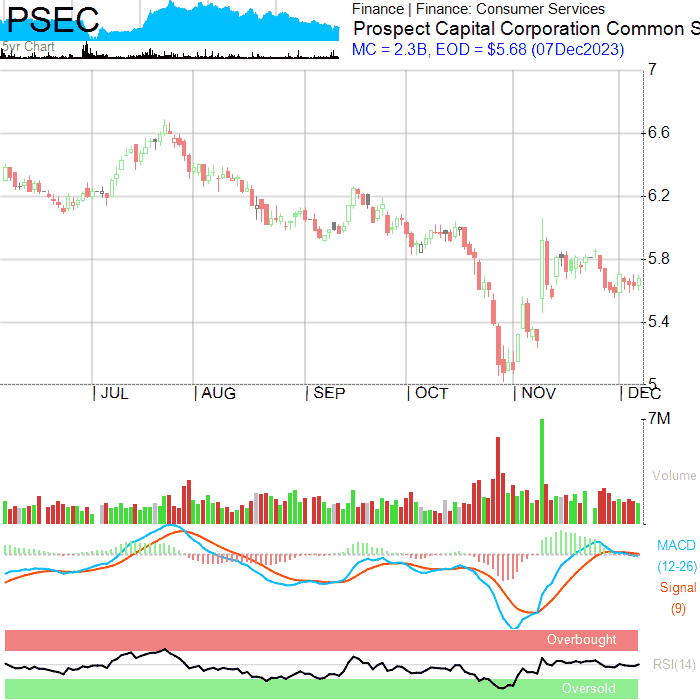 PSEC
5yr Chart
Finance | Finance: Consumer Services
Prospect Capital Corporation Common S
MC = 2.3B, EOD = $5.68 (07Dec2023)
7
6.6
6.2
5.8
5.4
5
JUL AUG SEP OCT NOV DEC
7M
Volume
MACD
(12-26)
Signal
(9)
Overbought
RSI(14)
Oversold